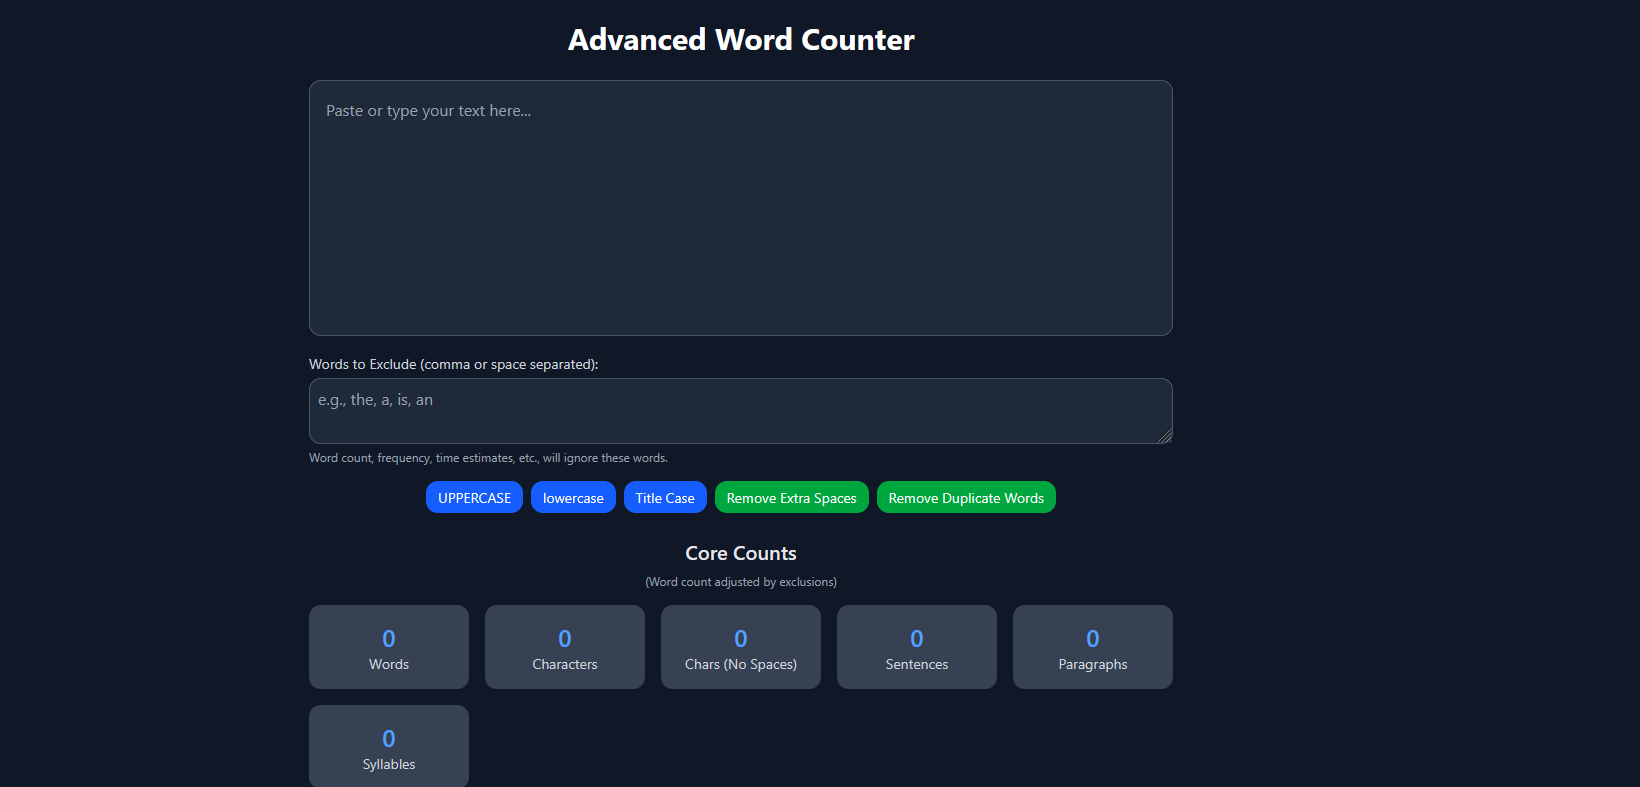 Advanced Word Counter
Paste or type your text here...
Words to Exclude (comma or space separated):
e.g., the, a, is, an
Word count, frequency, time estimates, etc., will ignore these words.
UPPERCASE lowercase Title Case Remove Extra Spaces Remove Duplicate Words
Core Counts
(Word count adjusted by exclusions)
0 0 0 0 0
Words Characters Chars (No Spaces) Sentences Paragraphs
0
Syllables